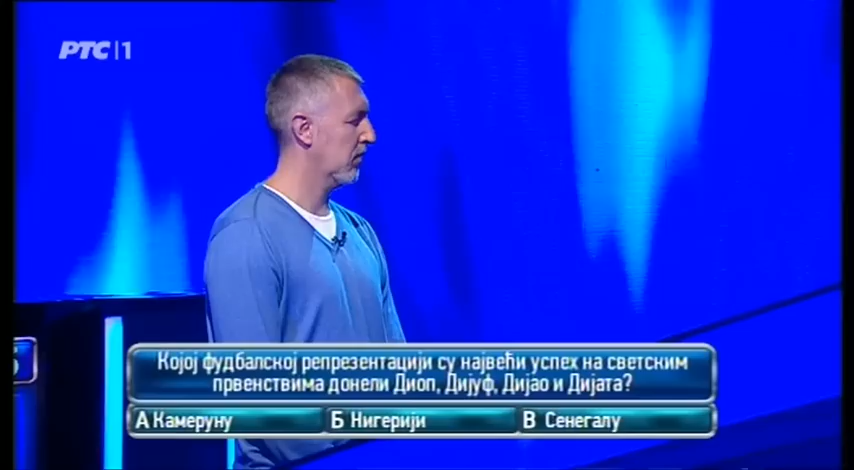 РТС|1
Којој фудбалској репрезентацији су највећи успех на светским
првенствима донели Диоп, Дијуф, Дијао и Дијата?
А Камеруну Б Нигерији В Сенегалу